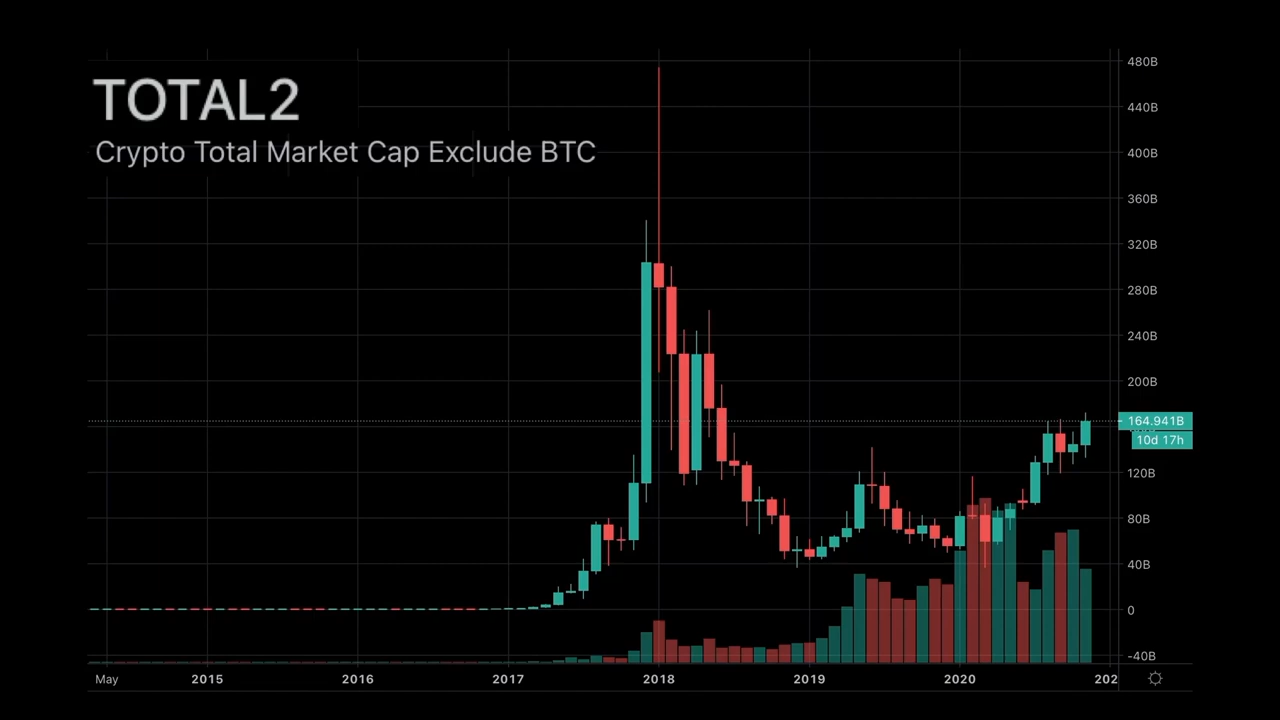 TOTAL2
Crypto Total Market Cap Exclude BTC
480B
440B
400B
360B
320B
280B
240B
200B
164.941B
10d 17h
120B
80B
40B
0
-40B
May 2015 2016 2017 2018 2019 2020 202